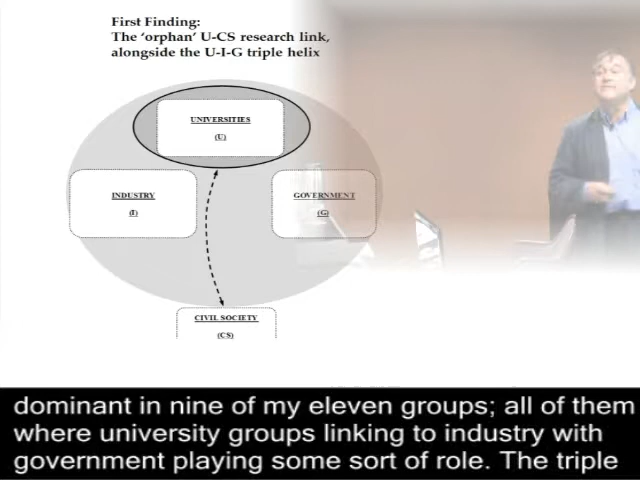 First Finding:
The 'orphan' U-CS research link,
alongside the U-I-G triple helix
UNIVERSITIES
(U)
INDUSTRY
(I)
GOVERNMENT
(G)
CIVIL SOCIETY
(CS)
dominant in nine of my eleven groups; all of them
where university groups linking to industry with
government playing some sort of role. The triple